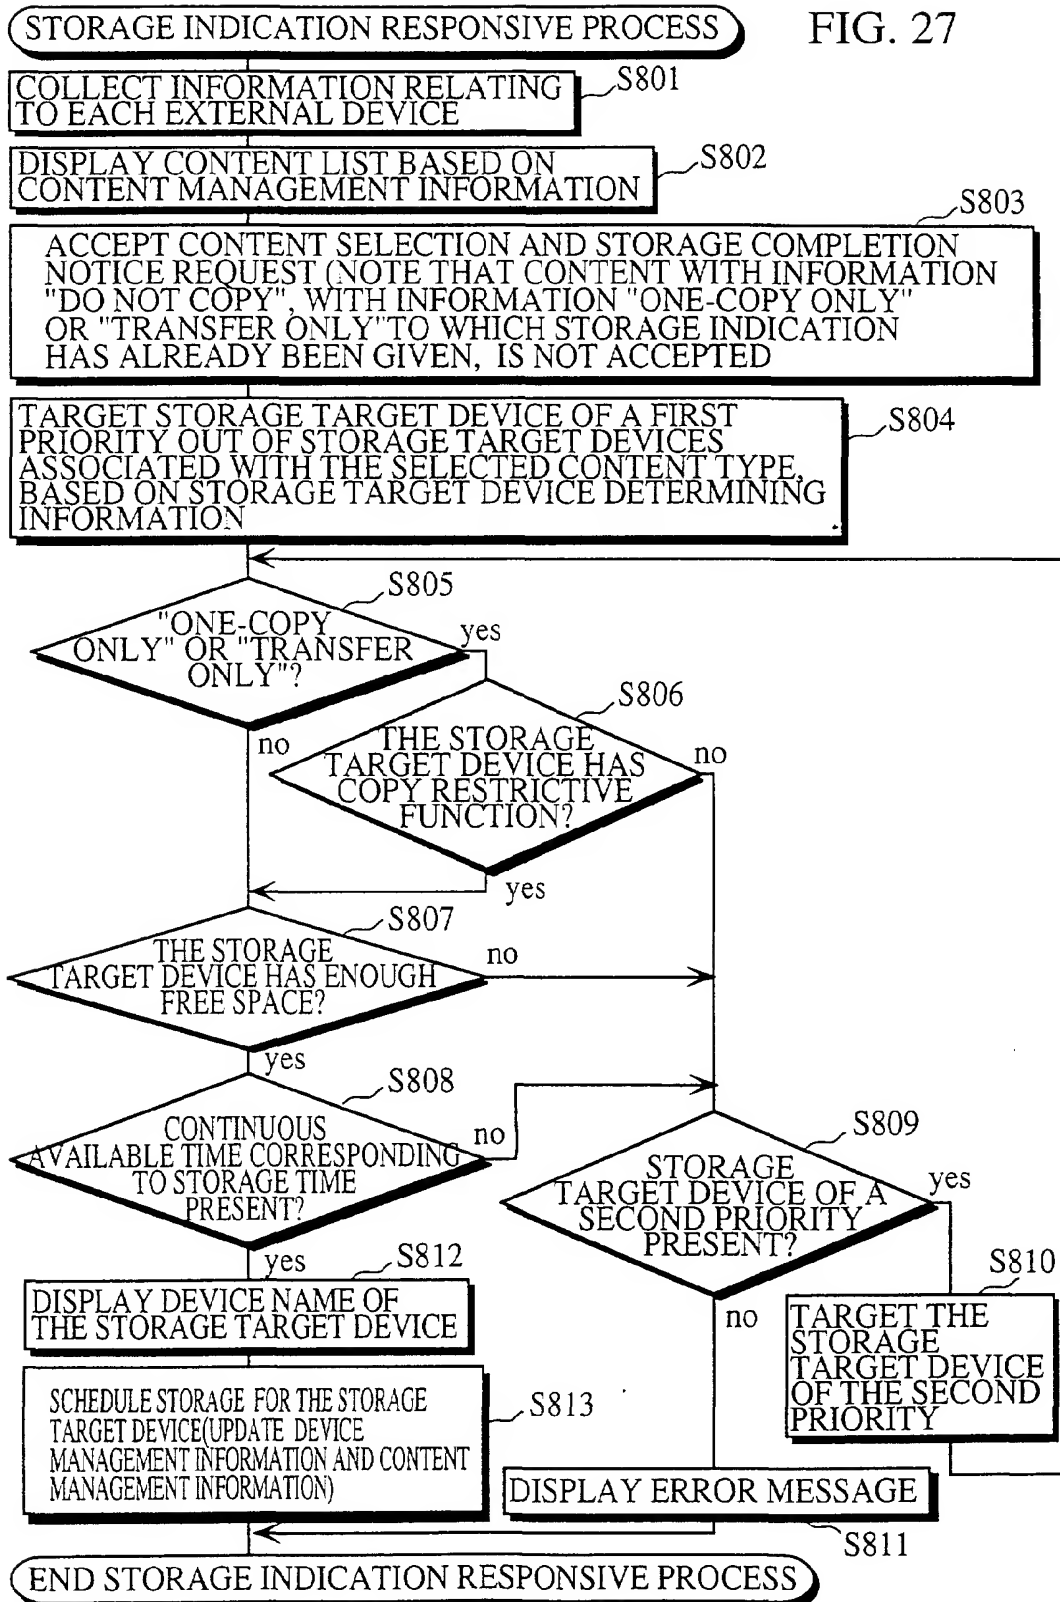 STORAGE INDICATION RESPONSIVE PROCESS
FIG. 27
COLLECT INFORMATION RELATING
TO EACH EXTERNAL DEVICE
S801
DISPLAY CONTENT LIST BASED ON
CONTENT MANAGEMENT INFORMATION
S802
S803
ACCEPT CONTENT SELECTION AND STORAGE COMPLETION
NOTICE REQUEST (NOTE THAT CONTENT WITH INFORMATION
"DO NOT COPY", WITH INFORMATION "ONE-COPY ONLY"
OR "TRANSFER ONLY"TO WHICH STORAGE INDICATION
HAS ALREADY BEEN GIVEN, IS NOT ACCEPTED
TARGET STORAGE TARGET DEVICE OF A FIRST
PRIORITY OUT OF STORAGE TARGET DEVICES
ASSOCIATED WITH THE SELECTED CONTENT TYPE,
BASED ON STORAGE TARGET DEVICE DETERMINING
INFORMATION
S804
S805
"ONE-COPY
ONLY" OR "TRANSFER
ONLY"?
yes
no
S806
THE STORAGE
TARGET DEVICE HAS
COPY RESTRICTIVE
FUNCTION?
no
yes
S807
THE STORAGE
TARGET DEVICE HAS ENOUGH
FREE SPACE?
no
yes
S808
CONTINUOUS
AVAILABLE TIME CORRESPONDING
TO STORAGE TIME
PRESENT?
no
yes
S809
STORAGE
TARGET DEVICE OF A
SECOND PRIORITY
PRESENT?
yes
no
S810
TARGET THE
STORAGE
TARGET DEVICE
OF THE SECOND
PRIORITY
S812
DISPLAY DEVICE NAME OF
THE STORAGE TARGET DEVICE
SCHEDULE STORAGE FOR THE STORAGE
TARGET DEVICE(UPDATE DEVICE
MANAGEMENT INFORMATION AND CONTENT
MANAGEMENT INFORMATION)
S813
DISPLAY ERROR MESSAGE
S811
END STORAGE INDICATION RESPONSIVE PROCESS